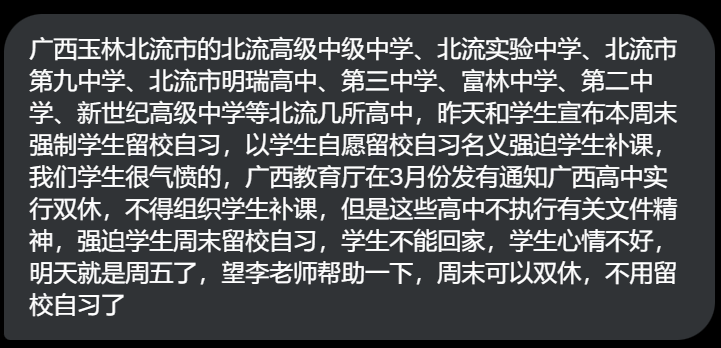 广西玉林北流市的北流高级中级中学、北流实验中学、北流市
第九中学、北流市明瑞高中、第三中学、富林中学、第二中
学、新世纪高级中学等北流几所高中，昨天和学生宣布本周末
强制学生留校自习，以学生自愿留校自习名义强迫学生补课，
我们学生很气愤的，广西教育厅在3月份发有通知广西高中实
行双休，不得组织学生补课，但是这些高中不执行有关文件精
神，强迫学生周末留校自习，学生不能回家，学生心情不好，
明天就是周五了，望李老师帮助一下，周末可以双休，不用留
校自习了